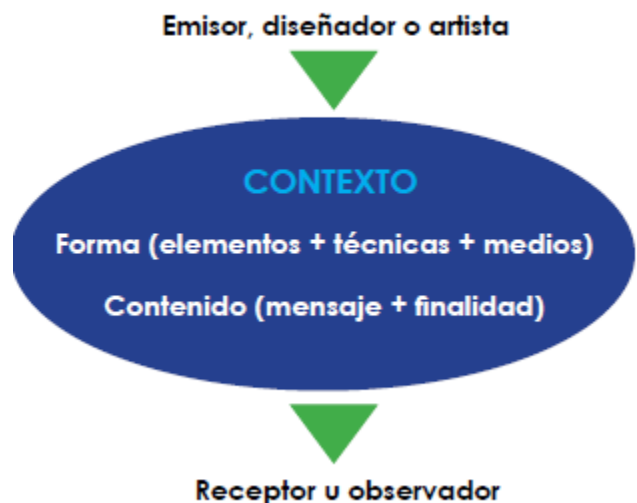 Emisor, diseñador o artista
CONTEXTO
Forma (elementos + técnicas + medios)
Contenido (mensaje + finalidad)
Receptor u observador